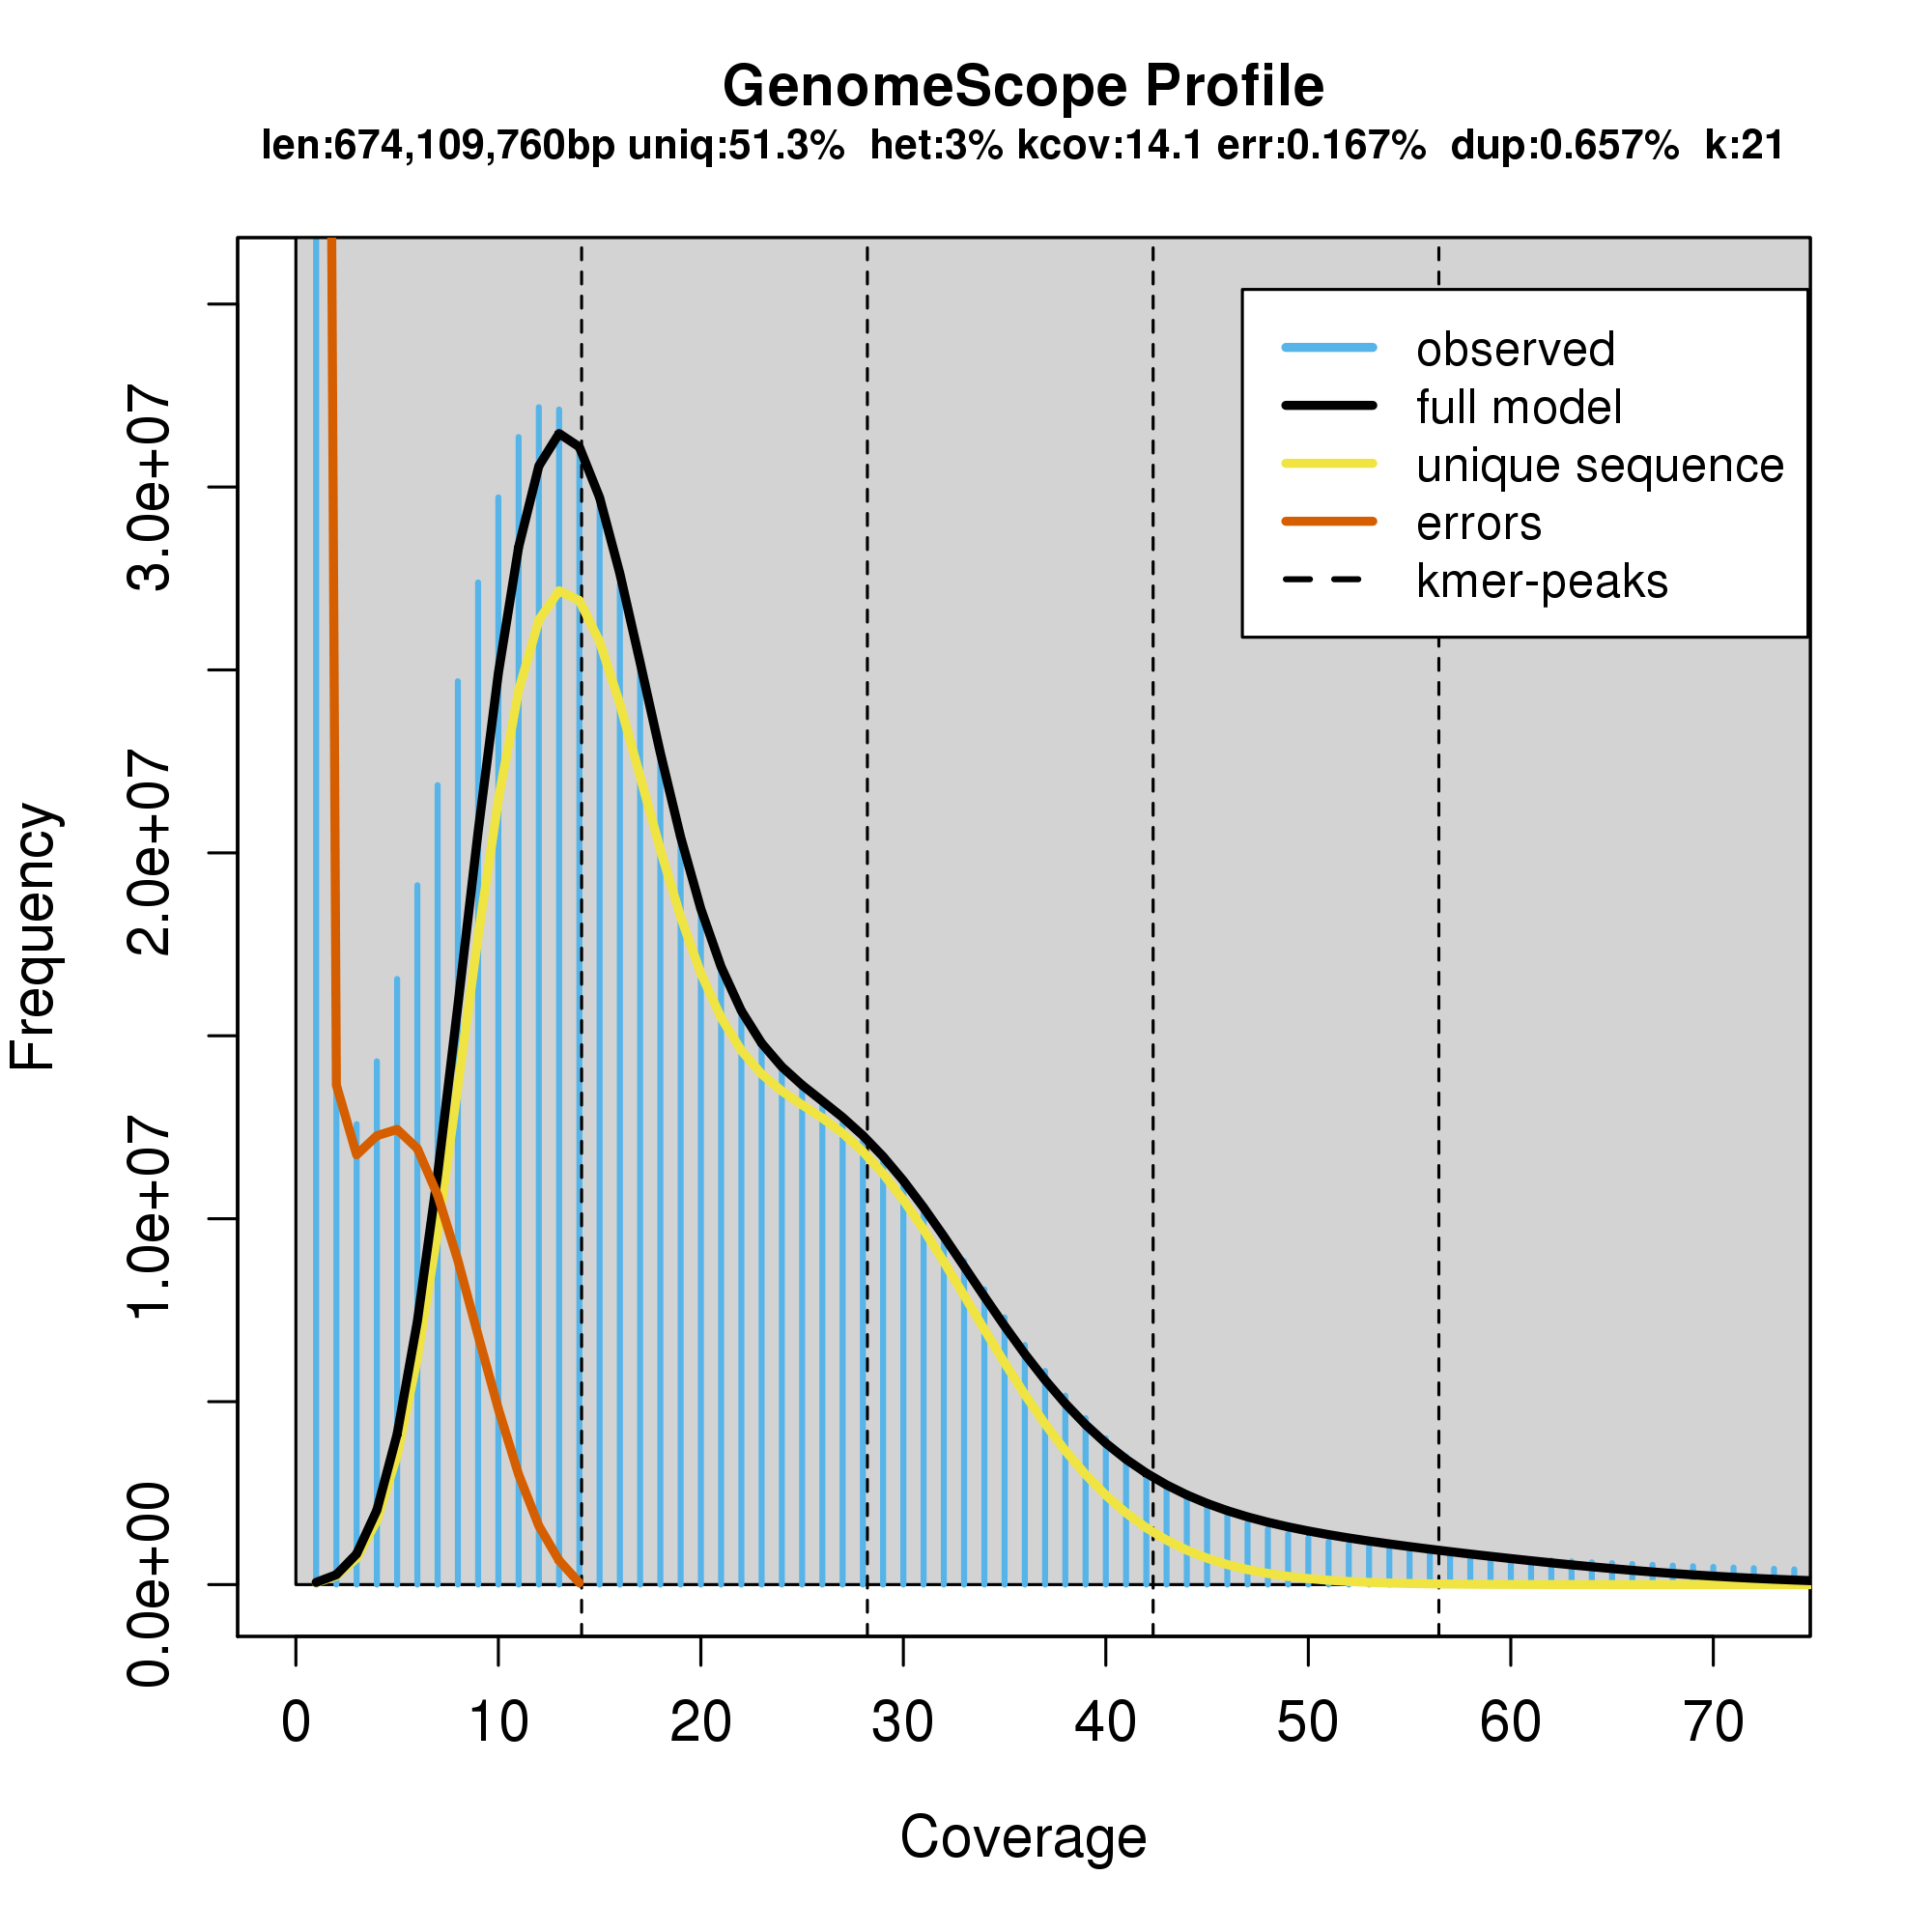 GenomeScope Profile
len:674,109,760bp uniq:51.3% het:3% kcov:14.1 err:0.167% dup:0.657% k:21
observed
full model
unique sequence
errors
kmer-peaks
Frequency
3.0e+07
2.0e+07
1.0e+07
0.0e+00
0 10 20 30 40 50 60 70
Coverage